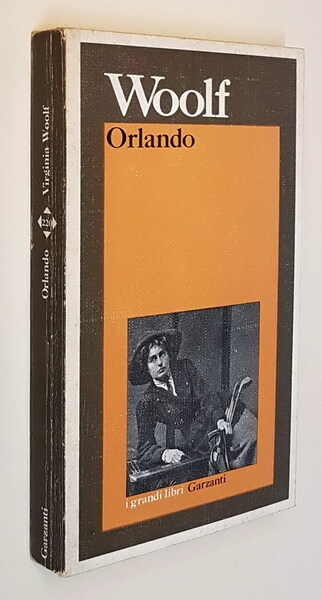 Woolf
Orlando
i grandi libri Garzanti
Virginia Woolf
220
Orlando
Garzanti